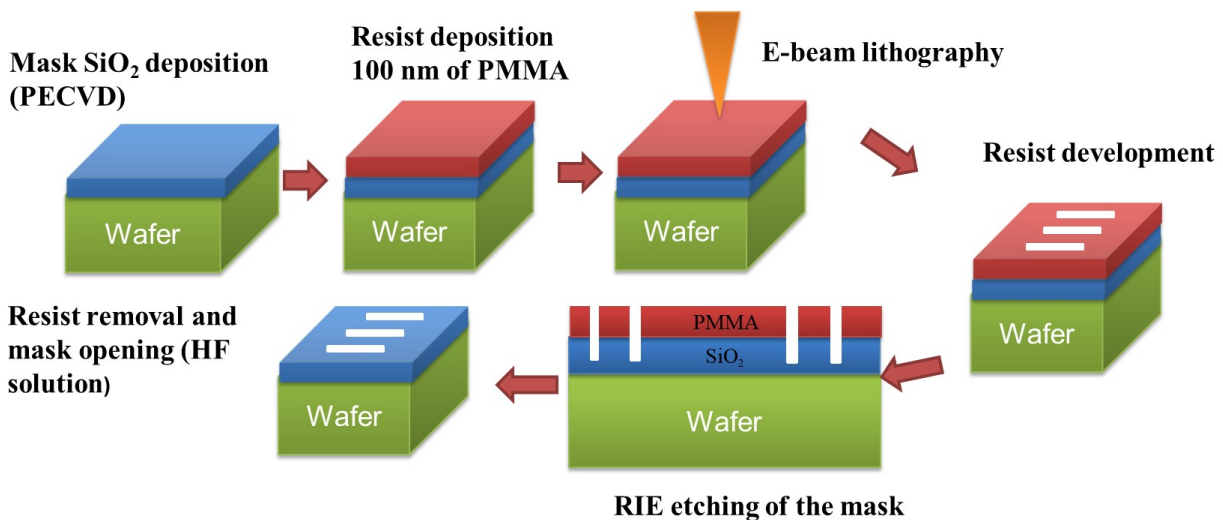 Mask SiO₂ deposition
(PECVD)
Wafer
Resist deposition
100 nm of PMMA
Wafer
E-beam lithography
Wafer
Resist development
Wafer
PMMA
SiO₂
Wafer
RIE etching of the mask
Resist removal and
mask opening (HF
solution)
Wafer